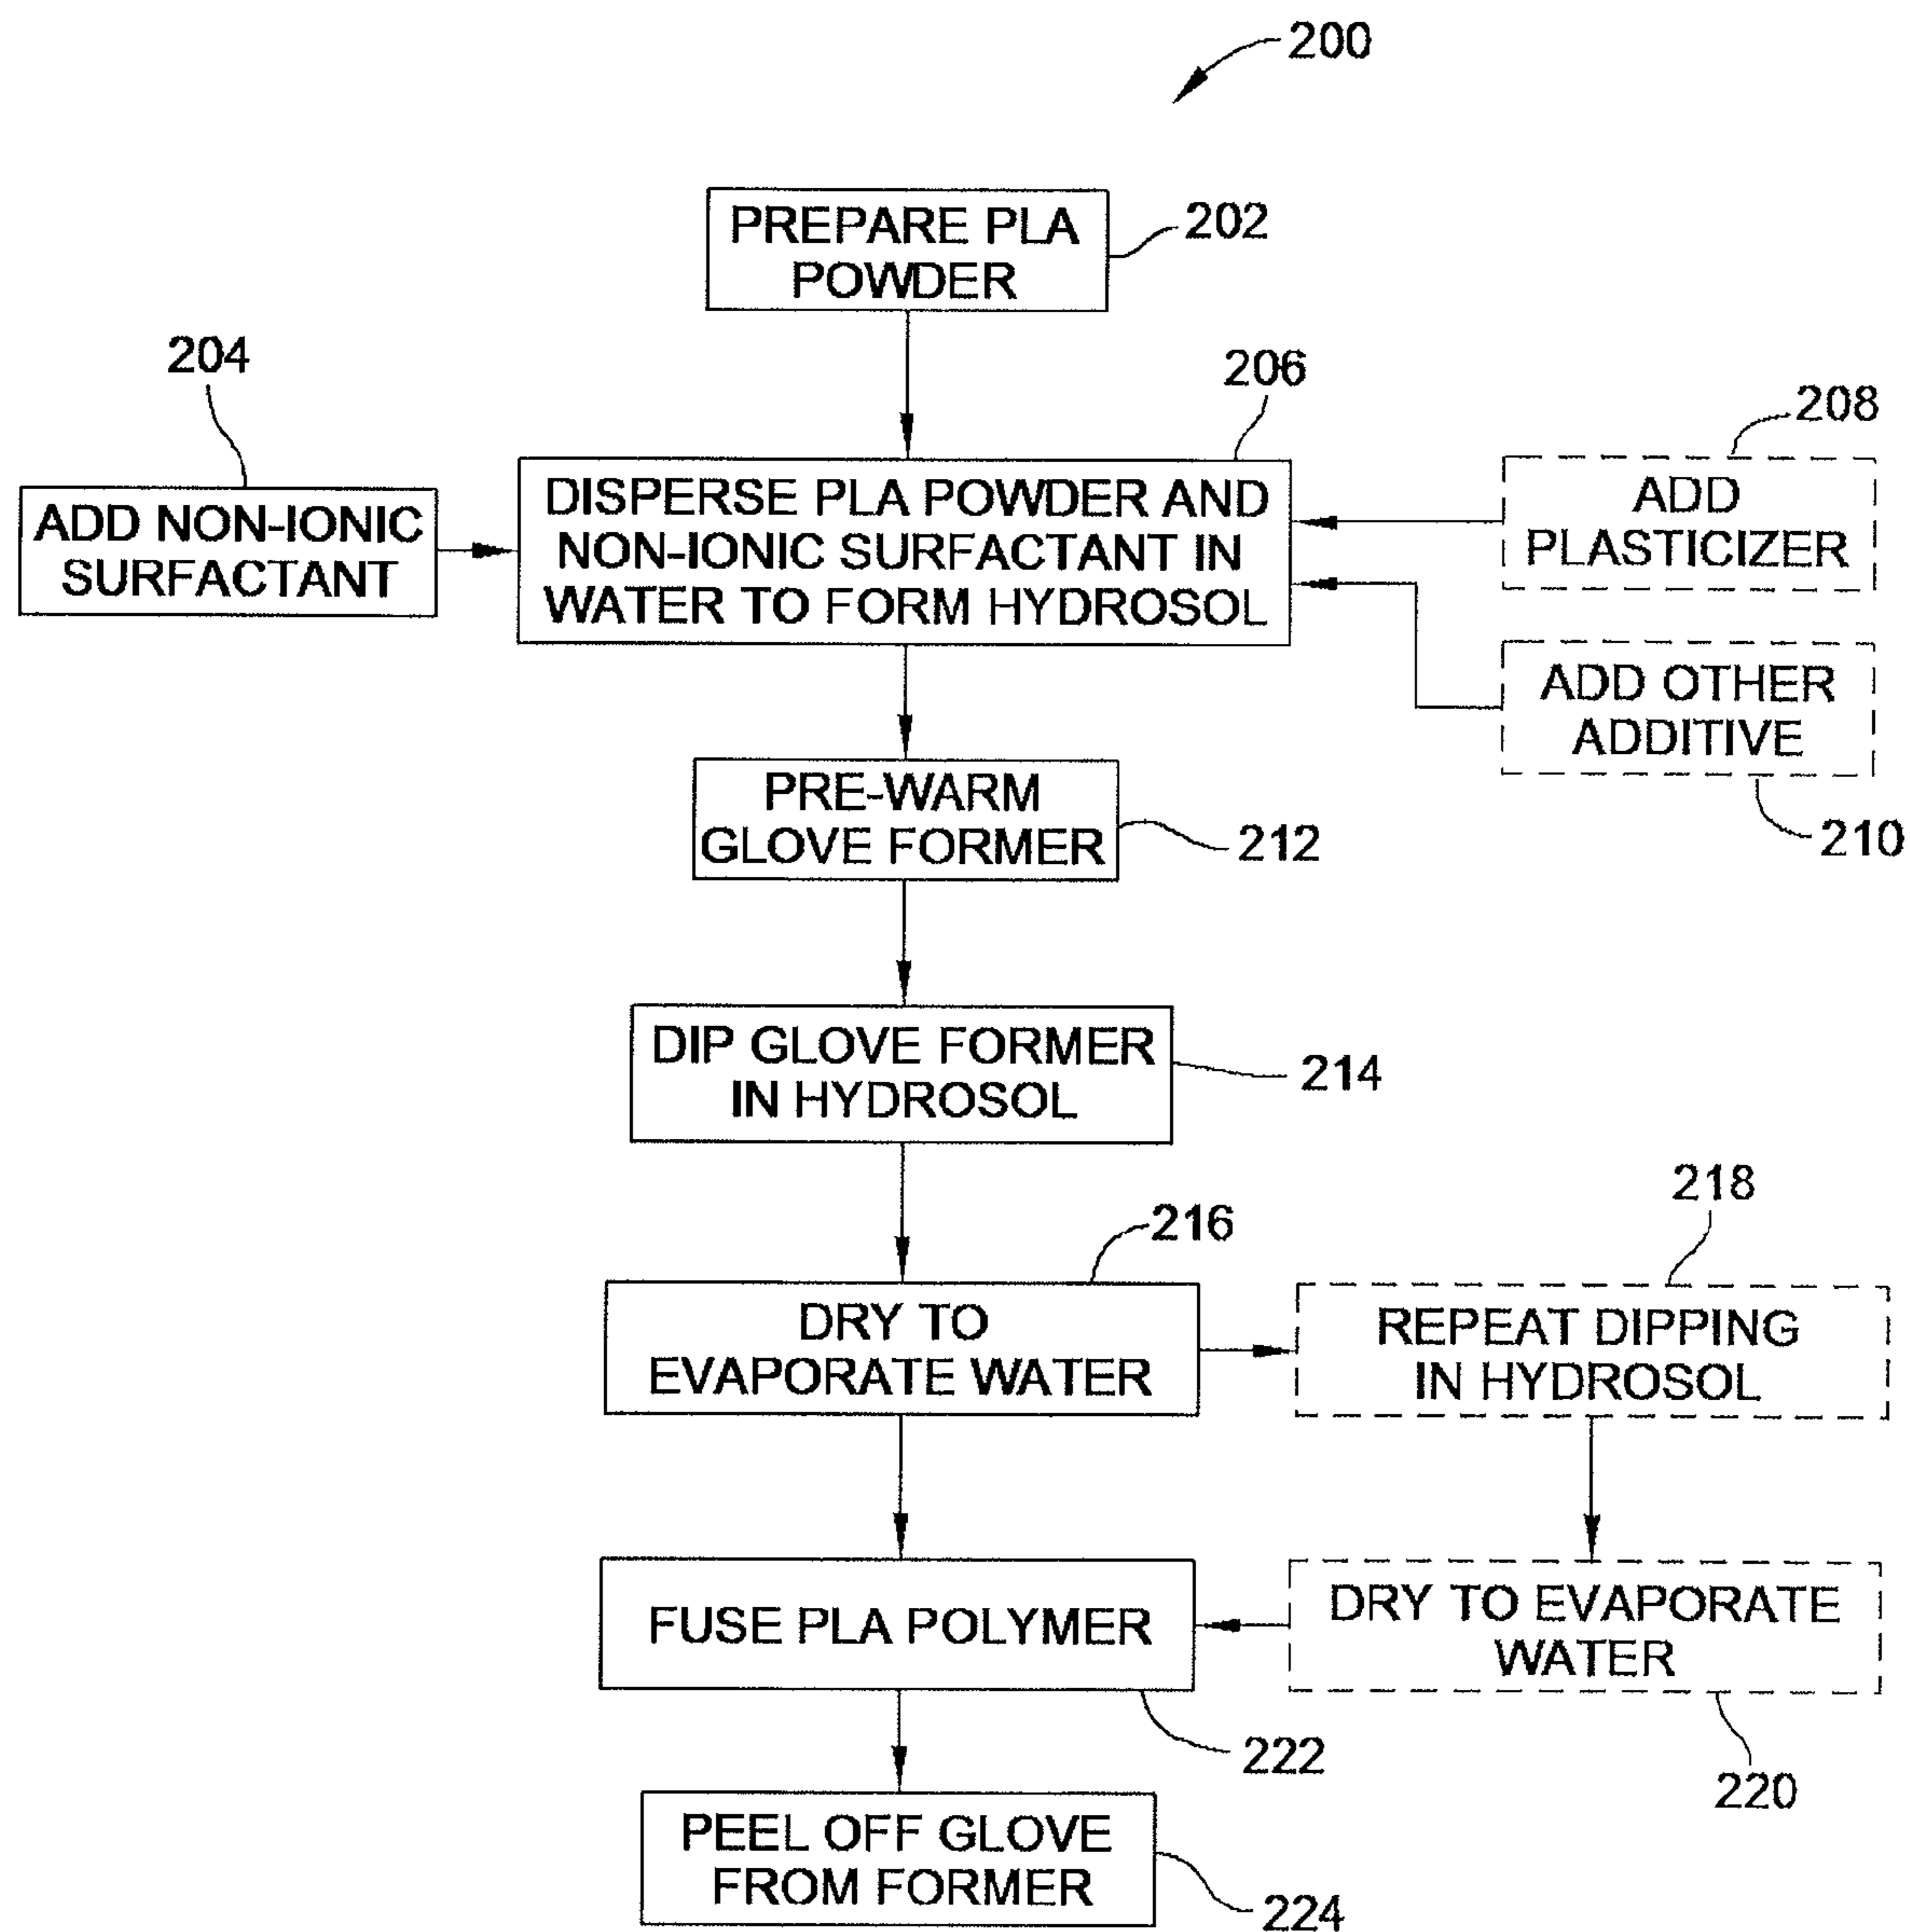 200
PREPARE PLA
POWDER
202
204
206
208
ADD NON-IONIC
SURFACTANT
DISPERSE PLA POWDER AND
NON-IONIC SURFACTANT IN
WATER TO FORM HYDROSOL
ADD
PLASTICIZER
ADD OTHER
ADDITIVE
210
PRE-WARM
GLOVE FORMER
212
DIP GLOVE FORMER
IN HYDROSOL
214
216
218
DRY TO
EVAPORATE WATER
REPEAT DIPPING
IN HYDROSOL
FUSE PLA POLYMER
DRY TO EVAPORATE
WATER
222
220
PEEL OFF GLOVE
FROM FORMER
224